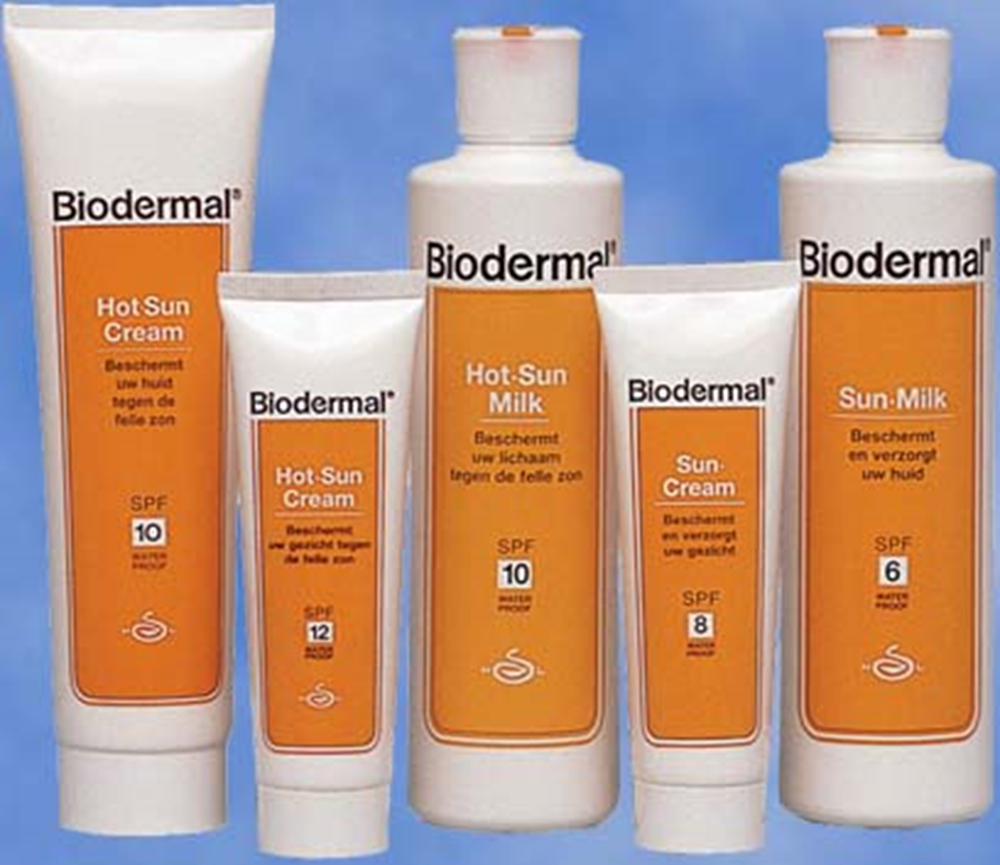 Biodermal®
Hot Sun
Cream
Beschermt
uw huid
tegen de
felle zon
SPF
10
WATER
PROOF
Biodermal®
Hot-Sun
Cream
Beschermt
uw gezicht tegen
de felle zon
SPF
12
WATER
PROOF
Biodermal®
Hot-Sun
Milk
Beschermt
uw lichaam
tegen de felle zon
SPF
10
WATER
PROOF
Biodermal®
Sun-
Cream
Beschermt
en verzorgt
uw gezicht
SPF
8
WATER
PROOF
Biodermal®
Sun-Milk
Beschermt
en verzorgt
uw huid
SPF
6
WATER
PROOF